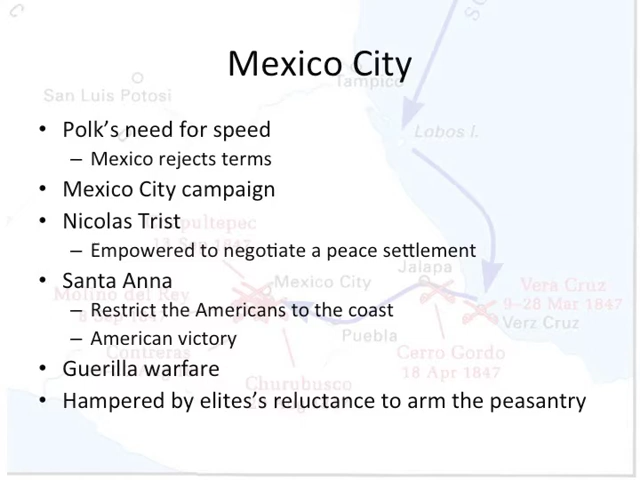 Mexico City
Tampico
San Luis Potosi
• Polk's need for speed
Lobos I.
– Mexico rejects terms
• Mexico City campaign
• Nicolas Trist
– Empowered to negotiate a peace settlement
Jalapa
• Santa Anna
Mexico City
Vera Cruz
Molino del Rey
9–28 Mar 1847
– Restrict the Americans to the coast
Verz Cruz
– American victory
Puebla
Contreras
Cerro Gordo
• Guerilla warfare
18 Apr 1847
Churubusco
• Hampered by elites's reluctance to arm the peasantry